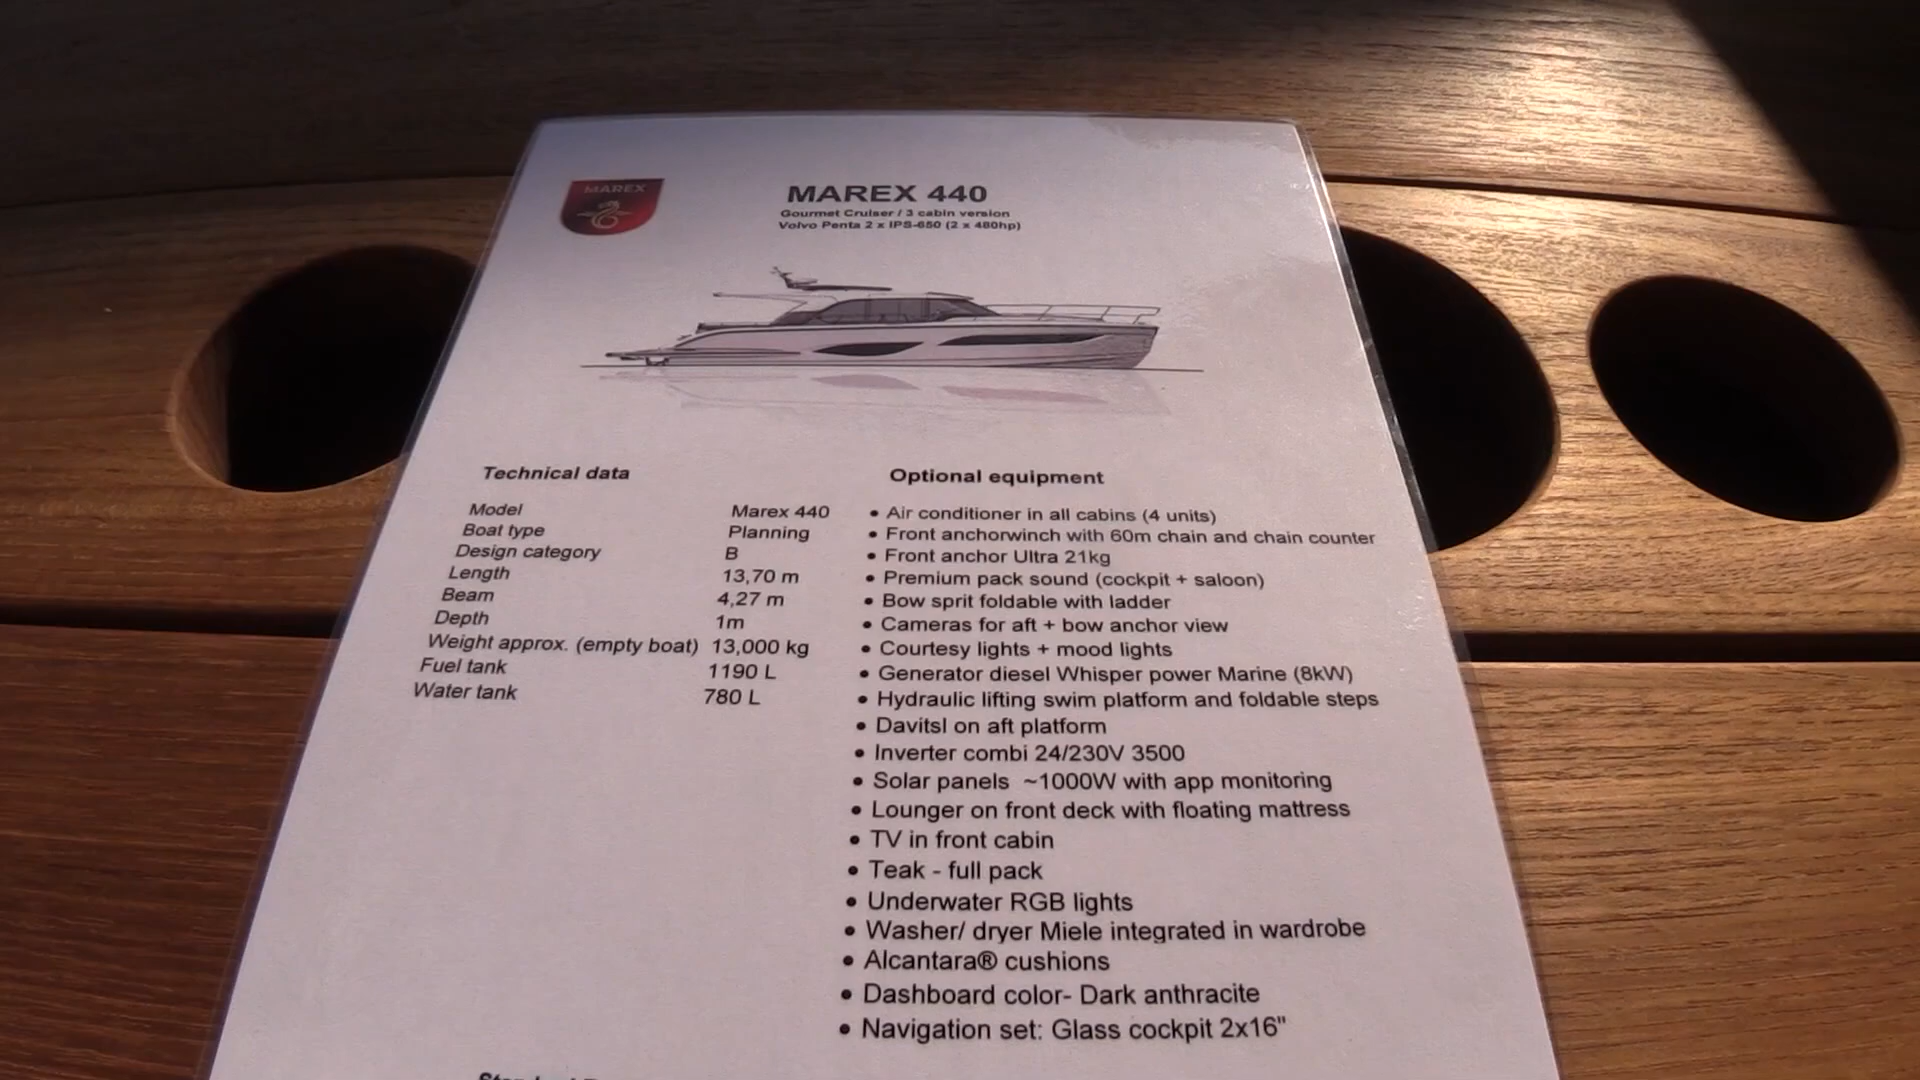 MAREX
MAREX 440
Gourmet Cruiser / 3 cabin version
Volvo Penta 2 x IPS-650 (2 x 480hp)
Technical data
Model Marex 440
Boat type Planning
Design category B
Length 13,70 m
Beam 4,27 m
Depth 1m
Weight approx. (empty boat) 13,000 kg
Fuel tank 1190 L
Water tank 780 L
Optional equipment
• Air conditioner in all cabins (4 units)
• Front anchorwinch with 60m chain and chain counter
• Front anchor Ultra 21kg
• Premium pack sound (cockpit + saloon)
• Bow sprit foldable with ladder
• Cameras for aft + bow anchor view
• Courtesy lights + mood lights
• Generator diesel Whisper power Marine (8kW)
• Hydraulic lifting swim platform and foldable steps
• Davitsl on aft platform
• Inverter combi 24/230V 3500
• Solar panels ~1000W with app monitoring
• Lounger on front deck with floating mattress
• TV in front cabin
• Teak - full pack
• Underwater RGB lights
• Washer/ dryer Miele integrated in wardrobe
• Alcantara® cushions
• Dashboard color- Dark anthracite
• Navigation set: Glass cockpit 2x16"